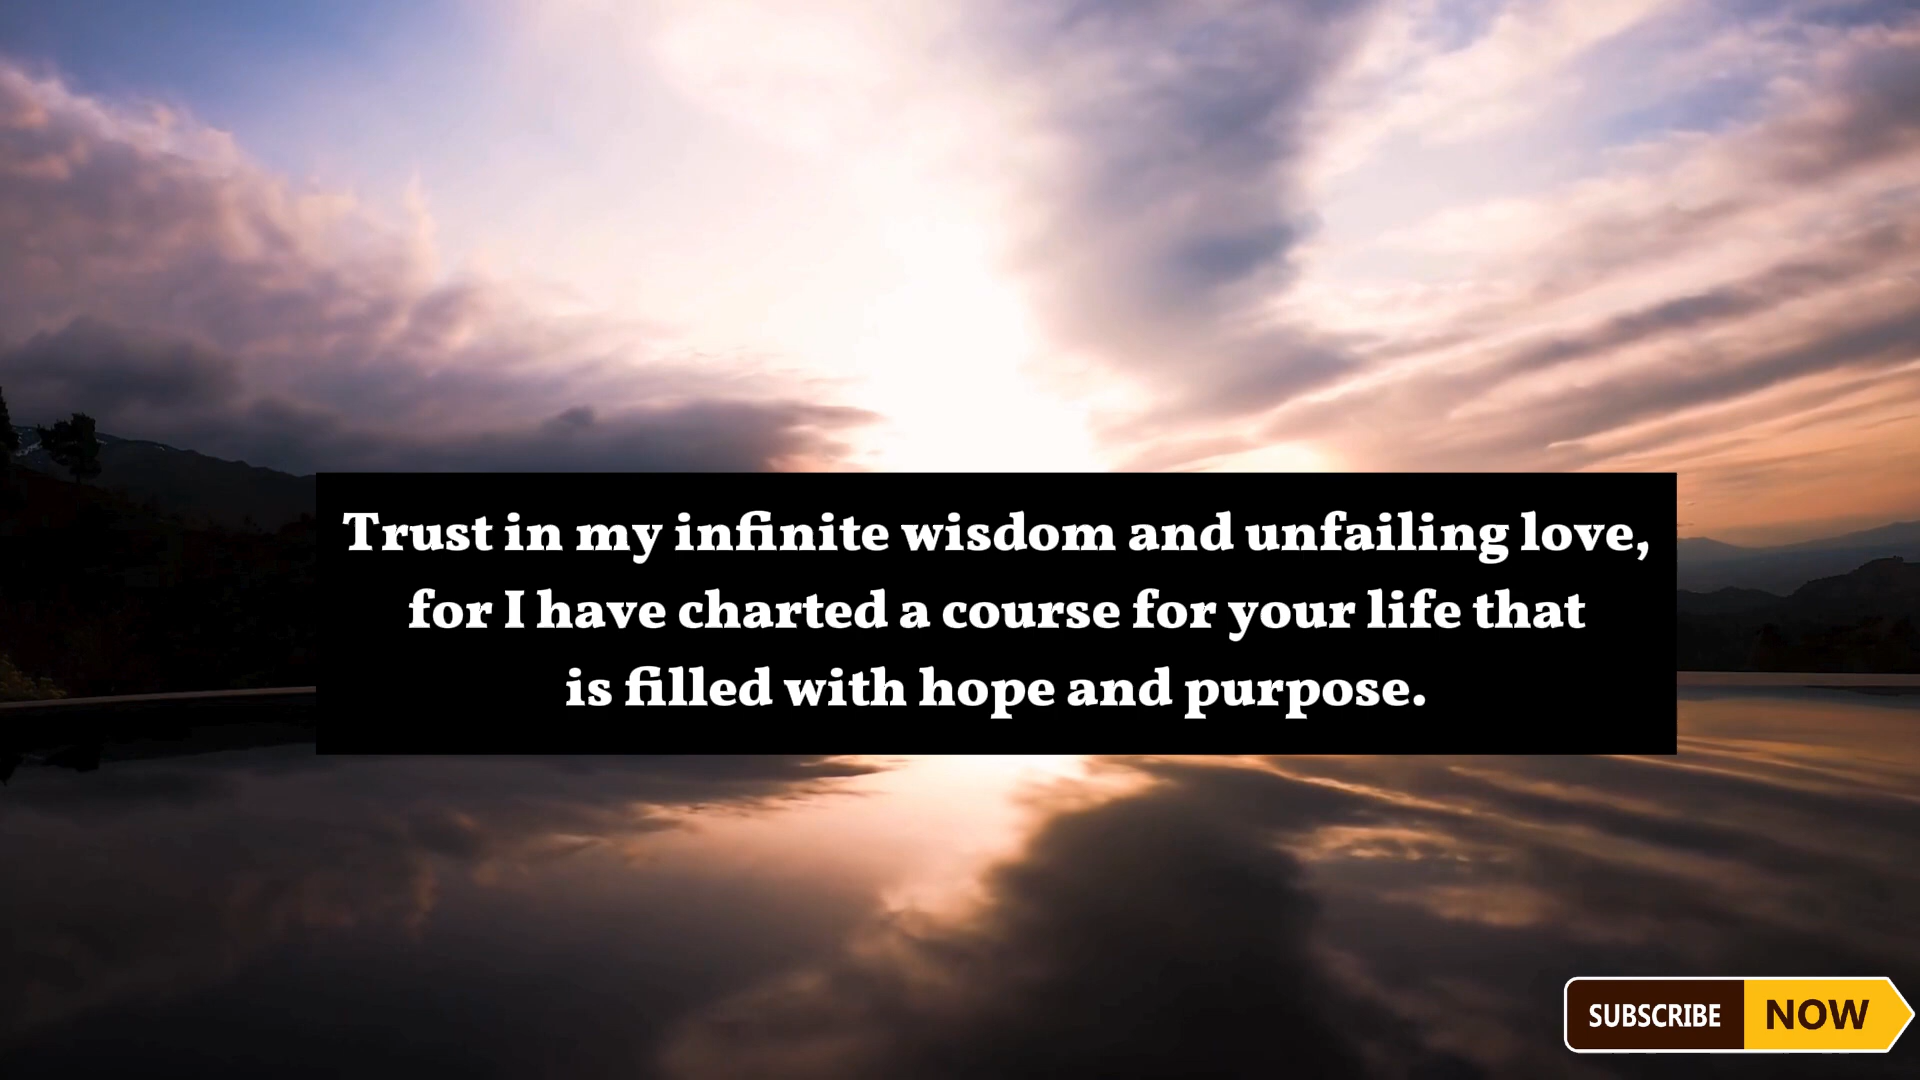 Trust in my infinite wisdom and unfailing love,
for I have charted a course for your life that
is filled with hope and purpose.
SUBSCRIBE NOW